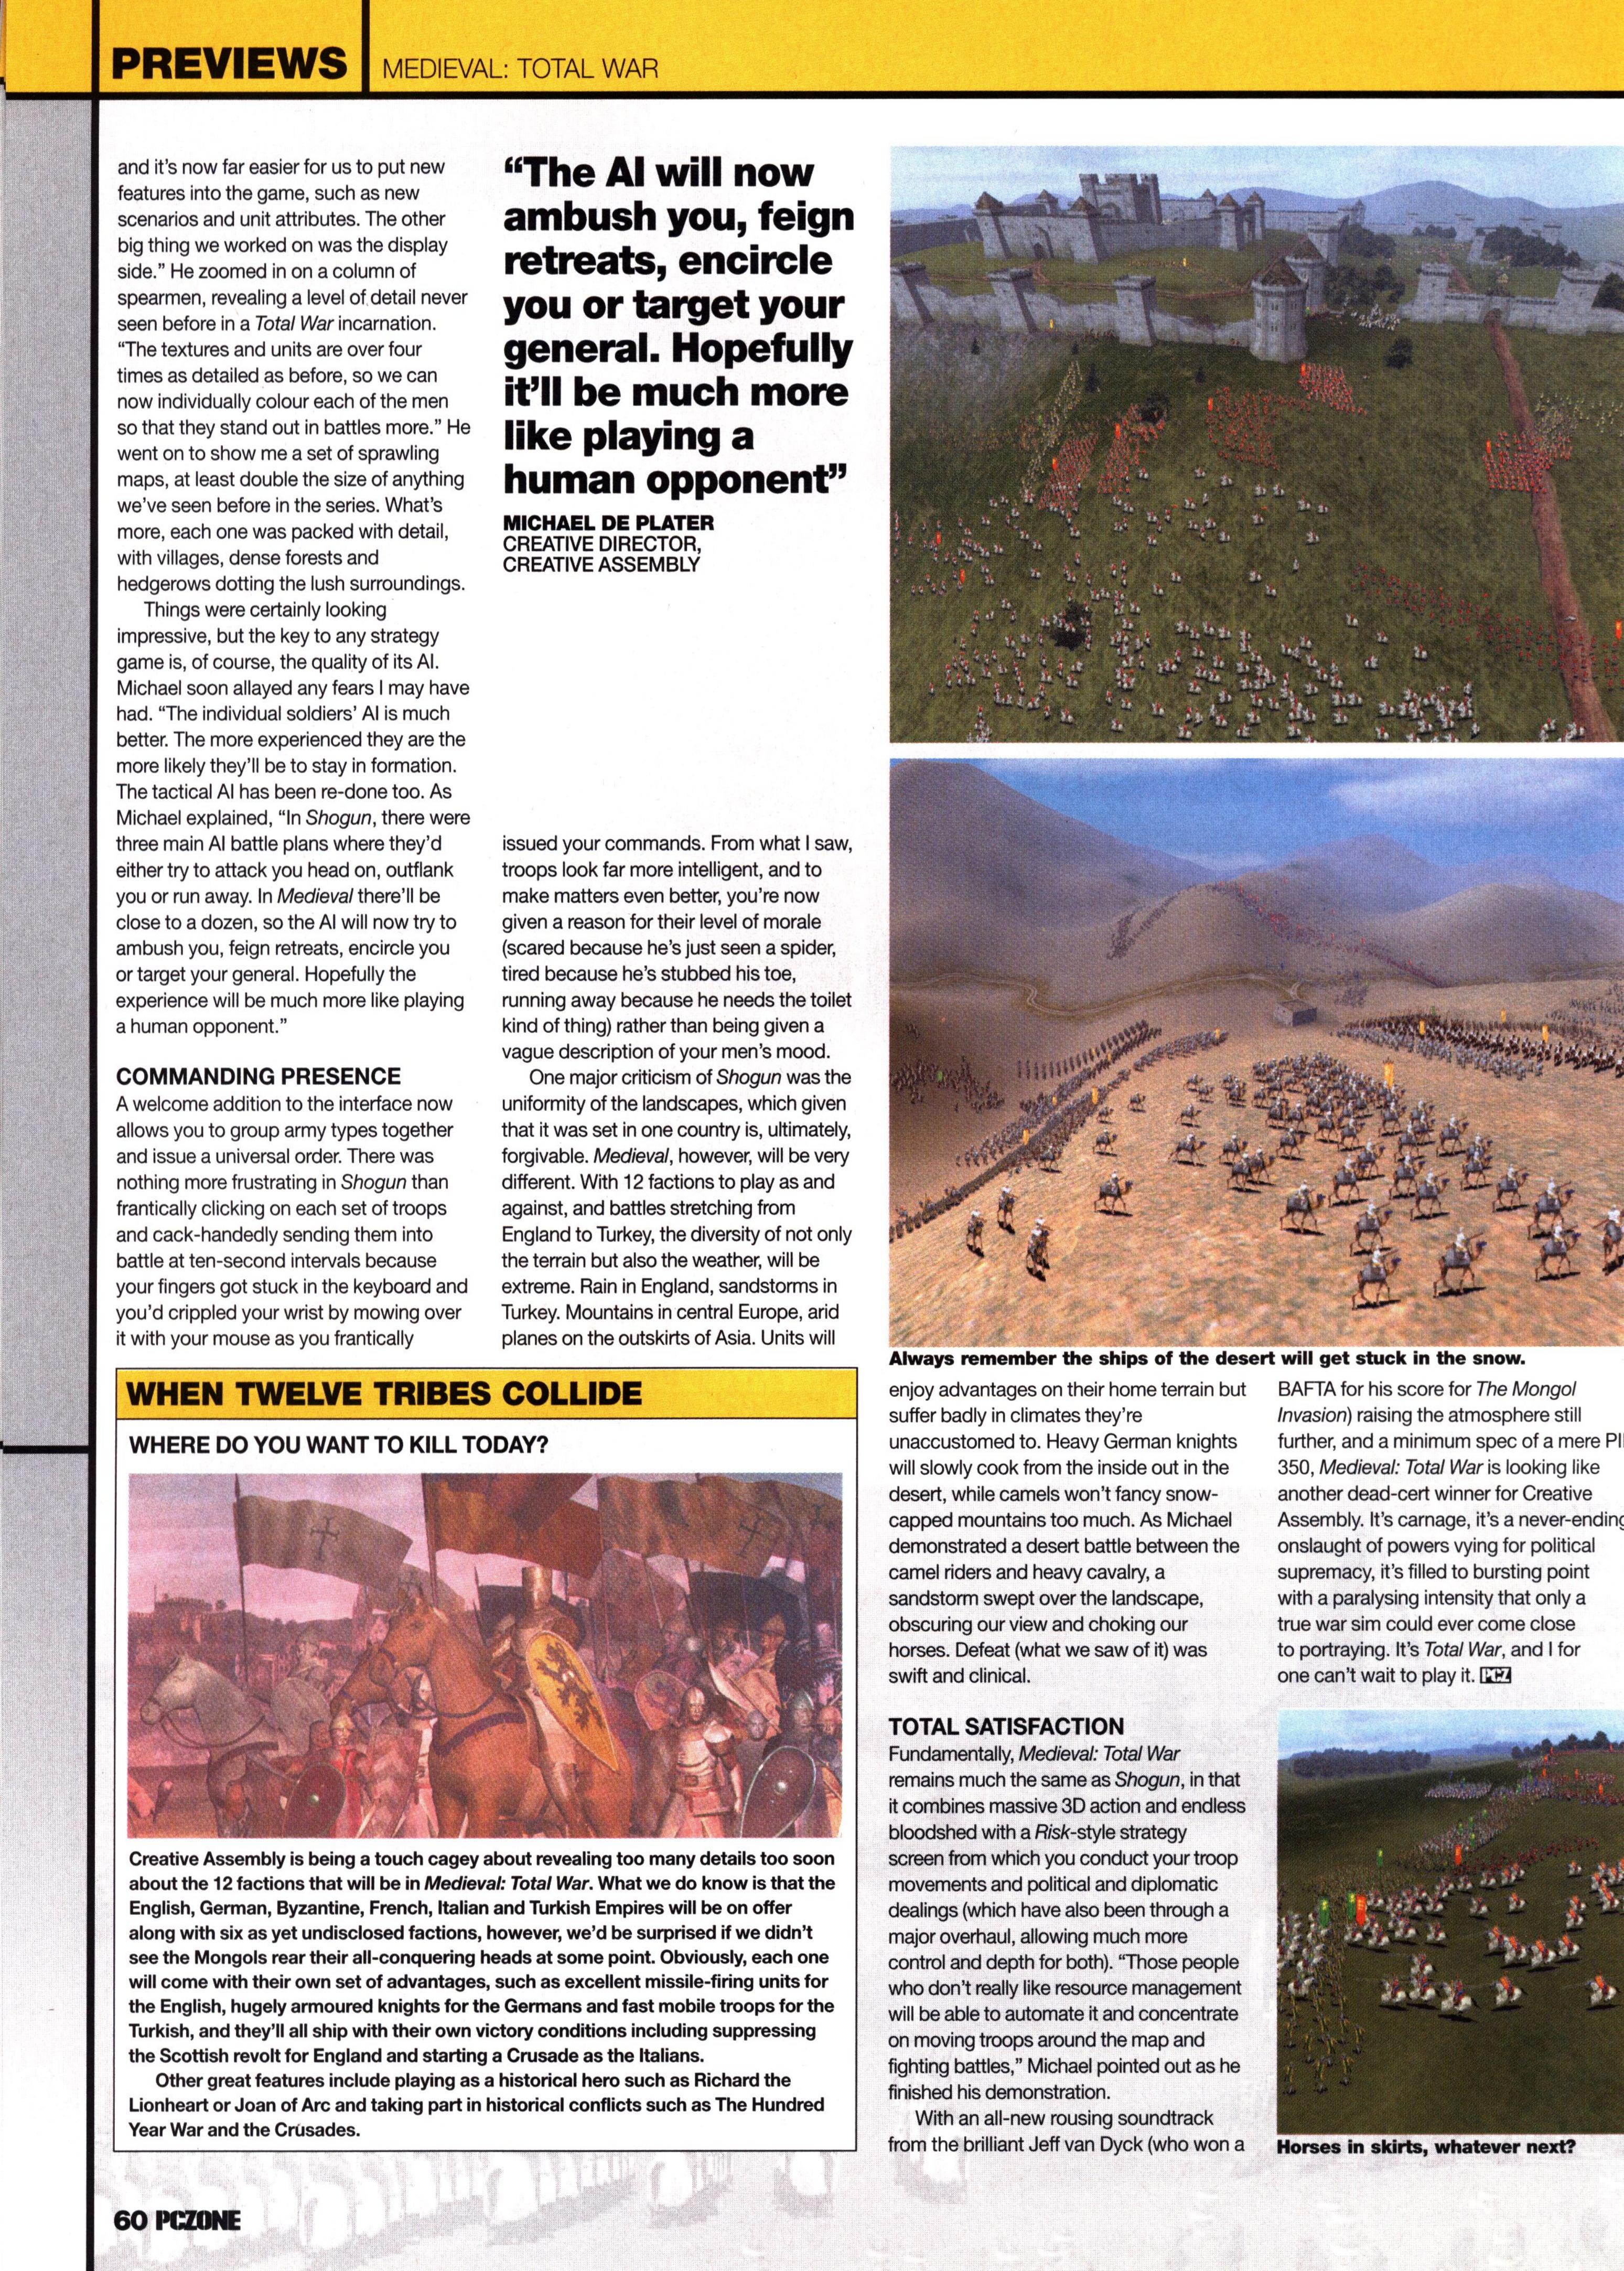 PREVIEWS
MEDIEVAL: TOTAL WAR
and it's now far easier for us to put new
features into the game, such as new
scenarios and unit attributes. The other
big thing we worked on was the display
side.” He zoomed in on a column of
spearmen, revealing a level of detail never
seen before in a Total War incarnation.
“The textures and units are over four
times as detailed as before, so we can
now individually colour each of the men
so that they stand out in battles more.” He
went on to show me a set of sprawling
maps, at least double the size of anything
we've seen before in the series. What's
more, each one was packed with detail,
with villages, dense forests and
hedgerows dotting the lush surroundings.
Things were certainly looking
impressive, but the key to any strategy
game is, of course, the quality of its AI.
Michael soon allayed any fears I may have
had. “The individual soldiers' AI is much
better. The more experienced they are the
more likely they'll be to stay in formation.
The tactical AI has been re-done too. As
Michael explained, “In Shogun, there were
three main AI battle plans where they'd
either try to attack you head on, outflank
you or run away. In Medieval there'll be
close to a dozen, so the AI will now try to
ambush you, feign retreats, encircle you
or target your general. Hopefully the
experience will be much more like playing
a human opponent.”
COMMANDING PRESENCE
A welcome addition to the interface now
allows you to group army types together
and issue a universal order. There was
nothing more frustrating in Shogun than
frantically clicking on each set of troops
and cack-handedly sending them into
battle at ten-second intervals because
your fingers got stuck in the keyboard and
you'd crippled your wrist by mowing over
it with your mouse as you frantically
“The AI will now
ambush you, feign
retreats, encircle
you or target your
general. Hopefully
it'll be much more
like playing a
human opponent”
MICHAEL DE PLATER
CREATIVE DIRECTOR,
CREATIVE ASSEMBLY
issued your commands. From what I saw,
troops look far more intelligent, and to
make matters even better, you're now
given a reason for their level of morale
(scared because he's just seen a spider,
tired because he's stubbed his toe,
running away because he needs the toilet
kind of thing) rather than being given a
vague description of your men's mood.
One major criticism of Shogun was the
uniformity of the landscapes, which given
that it was set in one country is, ultimately,
forgivable. Medieval, however, will be very
different. With 12 factions to play as and
against, and battles stretching from
England to Turkey, the diversity of not only
the terrain but also the weather, will be
extreme. Rain in England, sandstorms in
Turkey. Mountains in central Europe, arid
planes on the outskirts of Asia. Units will
Always remember the ships of the desert will get stuck in the snow.
enjoy advantages on their home terrain but
suffer badly in climates they're
unaccustomed to. Heavy German knights
will slowly cook from the inside out in the
desert, while camels won't fancy snow-
capped mountains too much. As Michael
demonstrated a desert battle between the
camel riders and heavy cavalry, a
sandstorm swept over the landscape,
obscuring our view and choking our
horses. Defeat (what we saw of it) was
swift and clinical.
TOTAL SATISFACTION
Fundamentally, Medieval: Total War
remains much the same as Shogun, in that
it combines massive 3D action and endless
bloodshed with a Risk-style strategy
screen from which you conduct your troop
movements and political and diplomatic
dealings (which have also been through a
major overhaul, allowing much more
control and depth for both). “Those people
who don't really like resource management
will be able to automate it and concentrate
on moving troops around the map and
fighting battles,” Michael pointed out as he
finished his demonstration.
With an all-new rousing soundtrack
from the brilliant Jeff van Dyck (who won a
BAFTA for his score for The Mongol
Invasion) raising the atmosphere still
further, and a minimum spec of a mere
350, Medieval: Total War is looking like
another dead-cert winner for Creative
Assembly. It's carnage, it's a never-ending
onslaught of powers vying for political
supremacy, it's filled to bursting point
with a paralysing intensity that only a
true war sim could ever come close
to portraying. It's Total War, and I for
one can't wait to play it. PCZ
Horses in skirts, whatever next?
WHEN TWELVE TRIBES COLLIDE
WHERE DO YOU WANT TO KILL TODAY?
Creative Assembly is being a touch cagey about revealing too many details too soon
about the 12 factions that will be in Medieval: Total War. What we do know is that the
English, German, Byzantine, French, Italian and Turkish Empires will be on offer
along with six as yet undisclosed factions, however, we'd be surprised if we didn't
see the Mongols rear their all-conquering heads at some point. Obviously, each one
will come with their own set of advantages, such as excellent missile-firing units for
the English, hugely armoured knights for the Germans and fast mobile troops for the
Turkish, and they'll all ship with their own victory conditions including suppressing
the Scottish revolt for England and starting a Crusade as the Italians.
Other great features include playing as a historical hero such as Richard the
Lionheart or Joan of Arc and taking part in historical conflicts such as The Hundred
Year War and the Crusades.
60 PCZONE